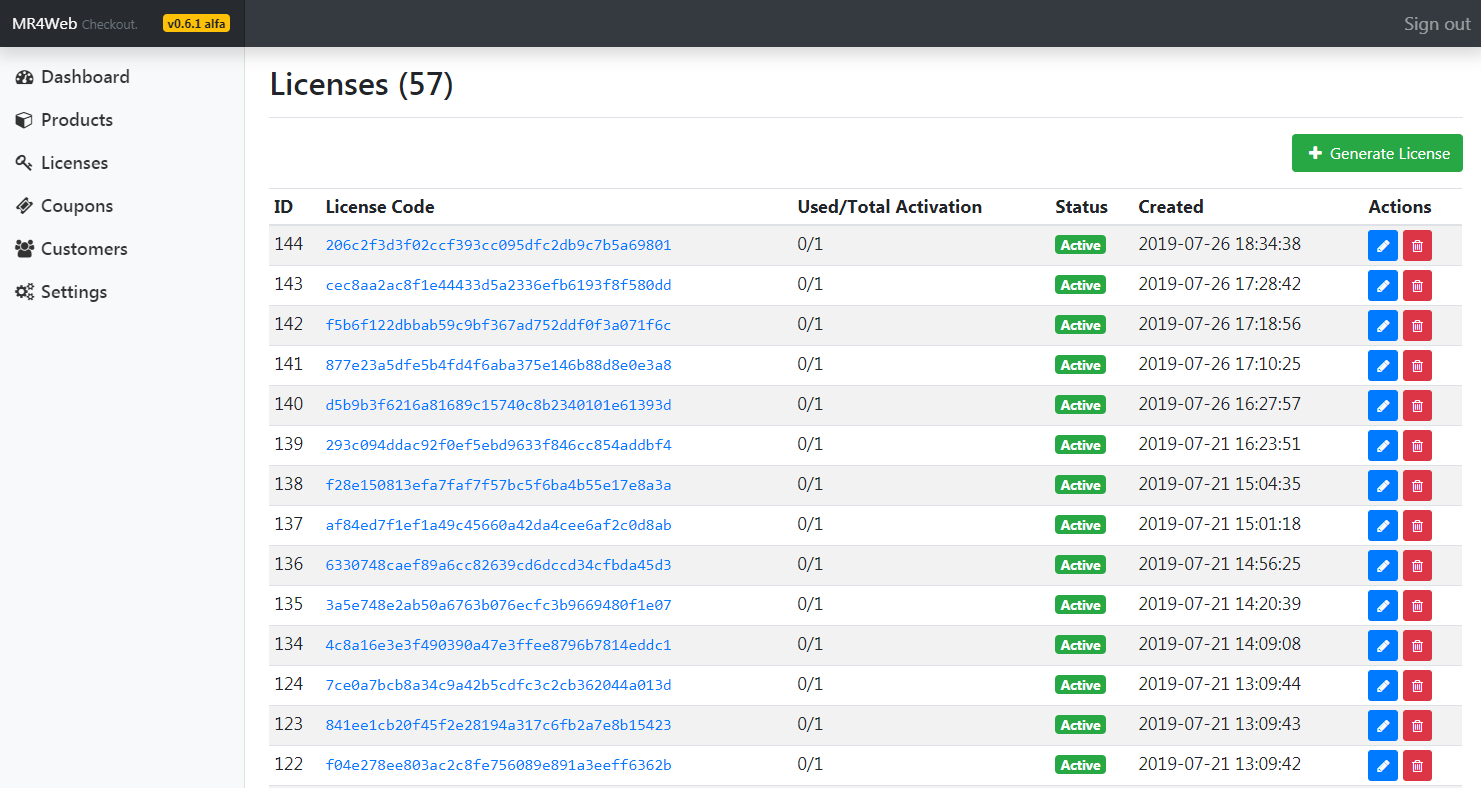 MR4Web Checkout. v0.6.1 alfa Sign out
Dashboard
Products
Licenses
Coupons
Customers
Settings
Licenses (57)
Generate License
ID License Code Used/Total Activation Status Created Actions
144 206c2f3d3f02ccf393cc095dfc2db9c7b5a69801 0/1 Active 2019-07-26 18:34:38
143 cec8aa2ac8f1e44433d5a2336efb6193f8f580dd 0/1 Active 2019-07-26 17:28:42
142 f5b6f122dbbab59c9bf367ad752ddf0f3a071f6c 0/1 Active 2019-07-26 17:18:56
141 877e23a5dfe5b4fd4f6aba375e146b88d8e0e3a8 0/1 Active 2019-07-26 17:10:25
140 d5b9b3f6216a81689c15740c8b2340101e61393d 0/1 Active 2019-07-26 16:27:57
139 293c094ddac92f0ef5ebd9633f846cc854addbf4 0/1 Active 2019-07-21 16:23:51
138 f28e150813efa7faf7f57bc5f6ba4b55e17e8a3a 0/1 Active 2019-07-21 15:04:35
137 af84ed7f1ef1a49c45660a42da4cee6af2c0d8ab 0/1 Active 2019-07-21 15:01:18
136 6330748caef89a6cc82639cd6dccd34cfbda45d3 0/1 Active 2019-07-21 14:56:25
135 3a5e748e2ab50a6763b076ecfc3b9669480f1e07 0/1 Active 2019-07-21 14:20:39
134 4c8a16e3e3f490390a47e3ffee8796b7814eddc1 0/1 Active 2019-07-21 14:09:08
124 7ce0a7bcb8a34c9a42b5cdfc3c2cb362044a013d 0/1 Active 2019-07-21 13:09:44
123 841ee1cb20f45f2e28194a317c6fb2a7e8b15423 0/1 Active 2019-07-21 13:09:43
122 f04e278ee803ac2c8fe756089e891a3eeff6362b 0/1 Active 2019-07-21 13:09:42